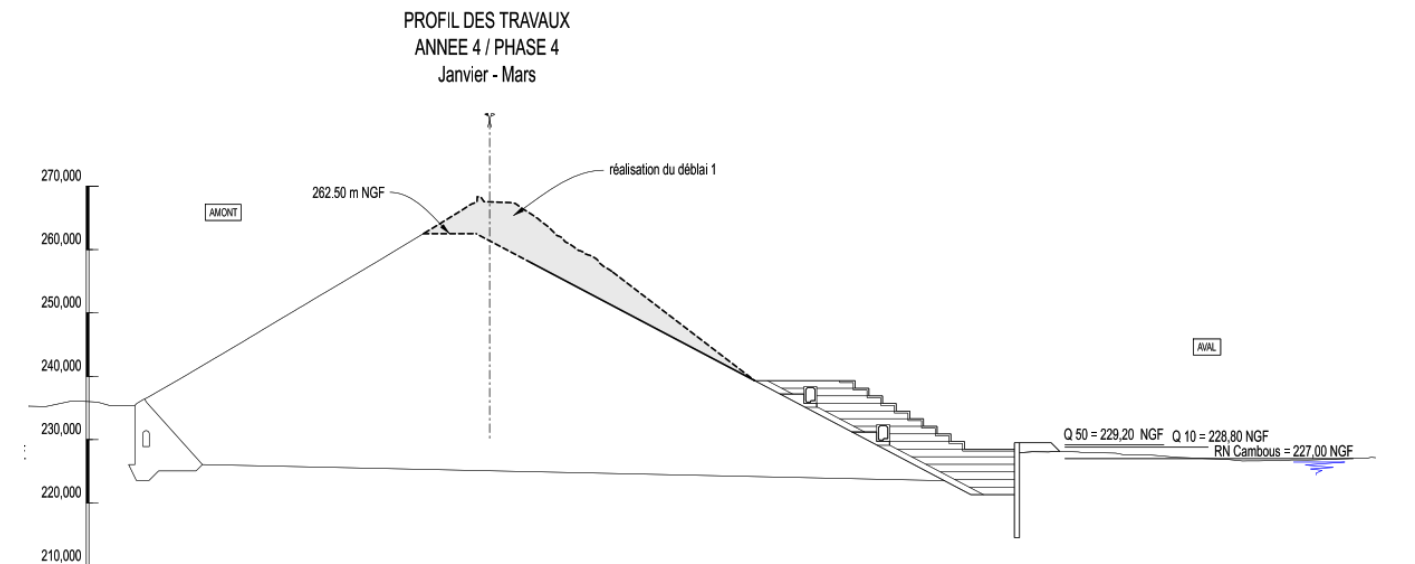 PROFIL DES TRAVAUX
ANNEE 4 / PHASE 4
Janvier - Mars
réalisation du déblai 1
262.50 m NGF
AMONT
270,000
260,000
250,000
240,000
230,000
220,000
210,000
AVAL
Q 50 = 229,20 NGF Q 10 = 228,80 NGF
RN Cambous = 227,00 NGF